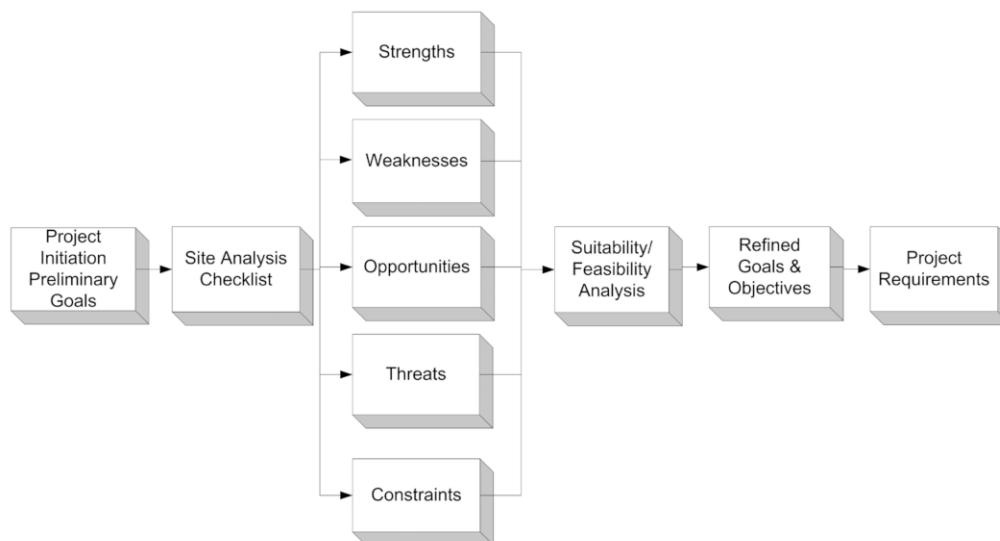 Strengths
Weaknesses
Project
Initiation
Preliminary
Goals
Site Analysis
Checklist
Opportunities
Suitability/
Feasibility
Analysis
Refined
Goals &
Objectives
Project
Requirements
Threats
Constraints